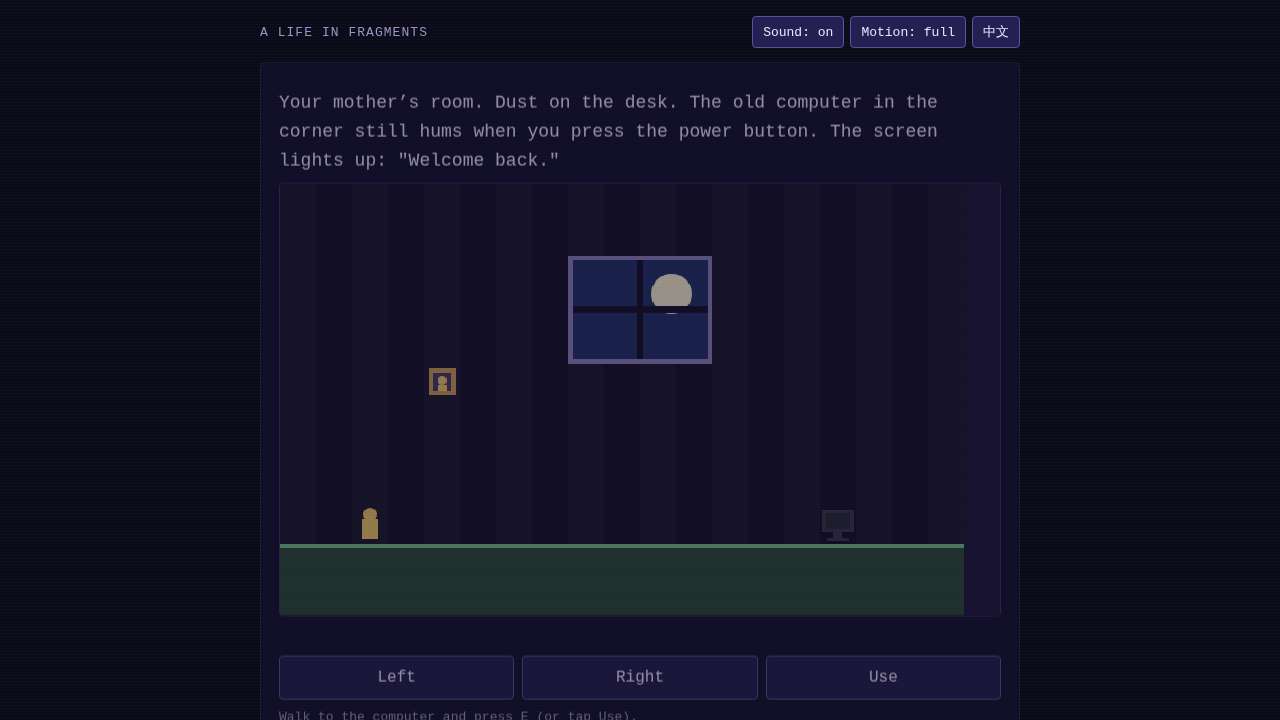 A LIFE IN FRAGMENTS
Sound: on
Motion: full
中文
Your mother’s room. Dust on the desk. The old computer in the
corner still hums when you press the power button. The screen
lights up: "Welcome back."
Left
Right
Use
Walk to the computer and press E (or tap Use).